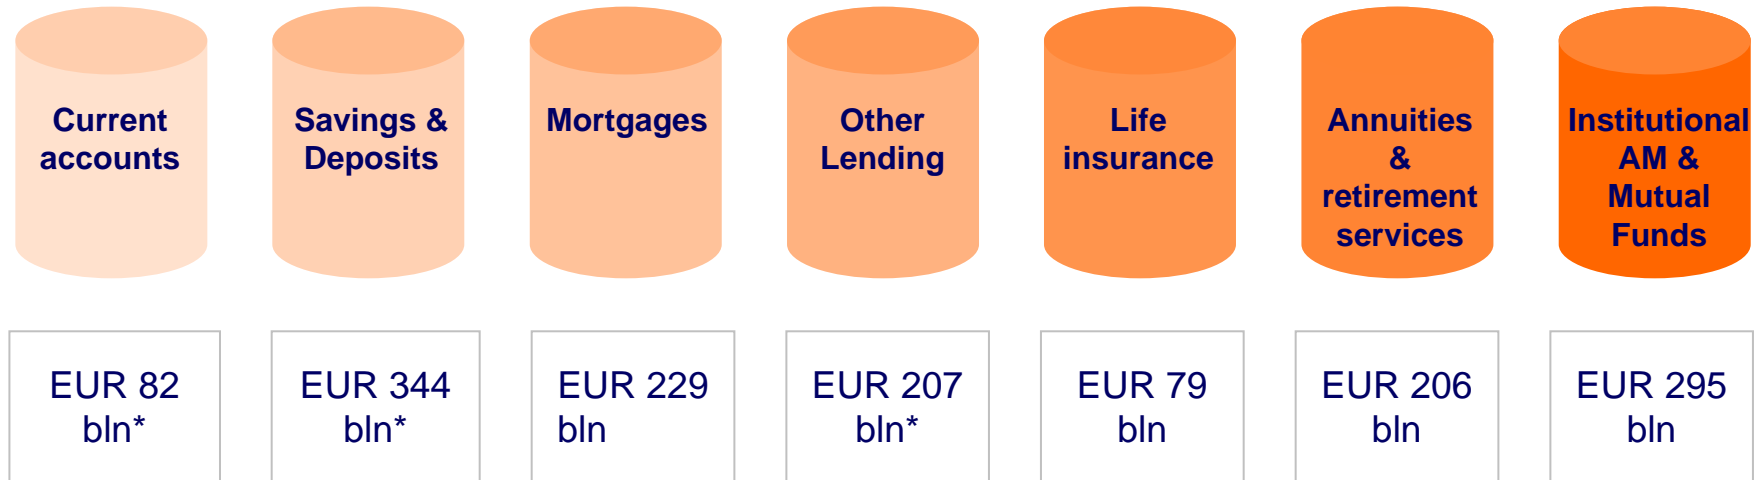 Current
accounts
Savings &
Deposits
Mortgages
Other
Lending
Life
insurance
Annuities
&
retirement
services
Institutional
AM &
Mutual
Funds
EUR 82
bln*
EUR 344
bln*
EUR 229
bln
EUR 207
bln*
EUR 79
bln
EUR 206
bln
EUR 295
bln